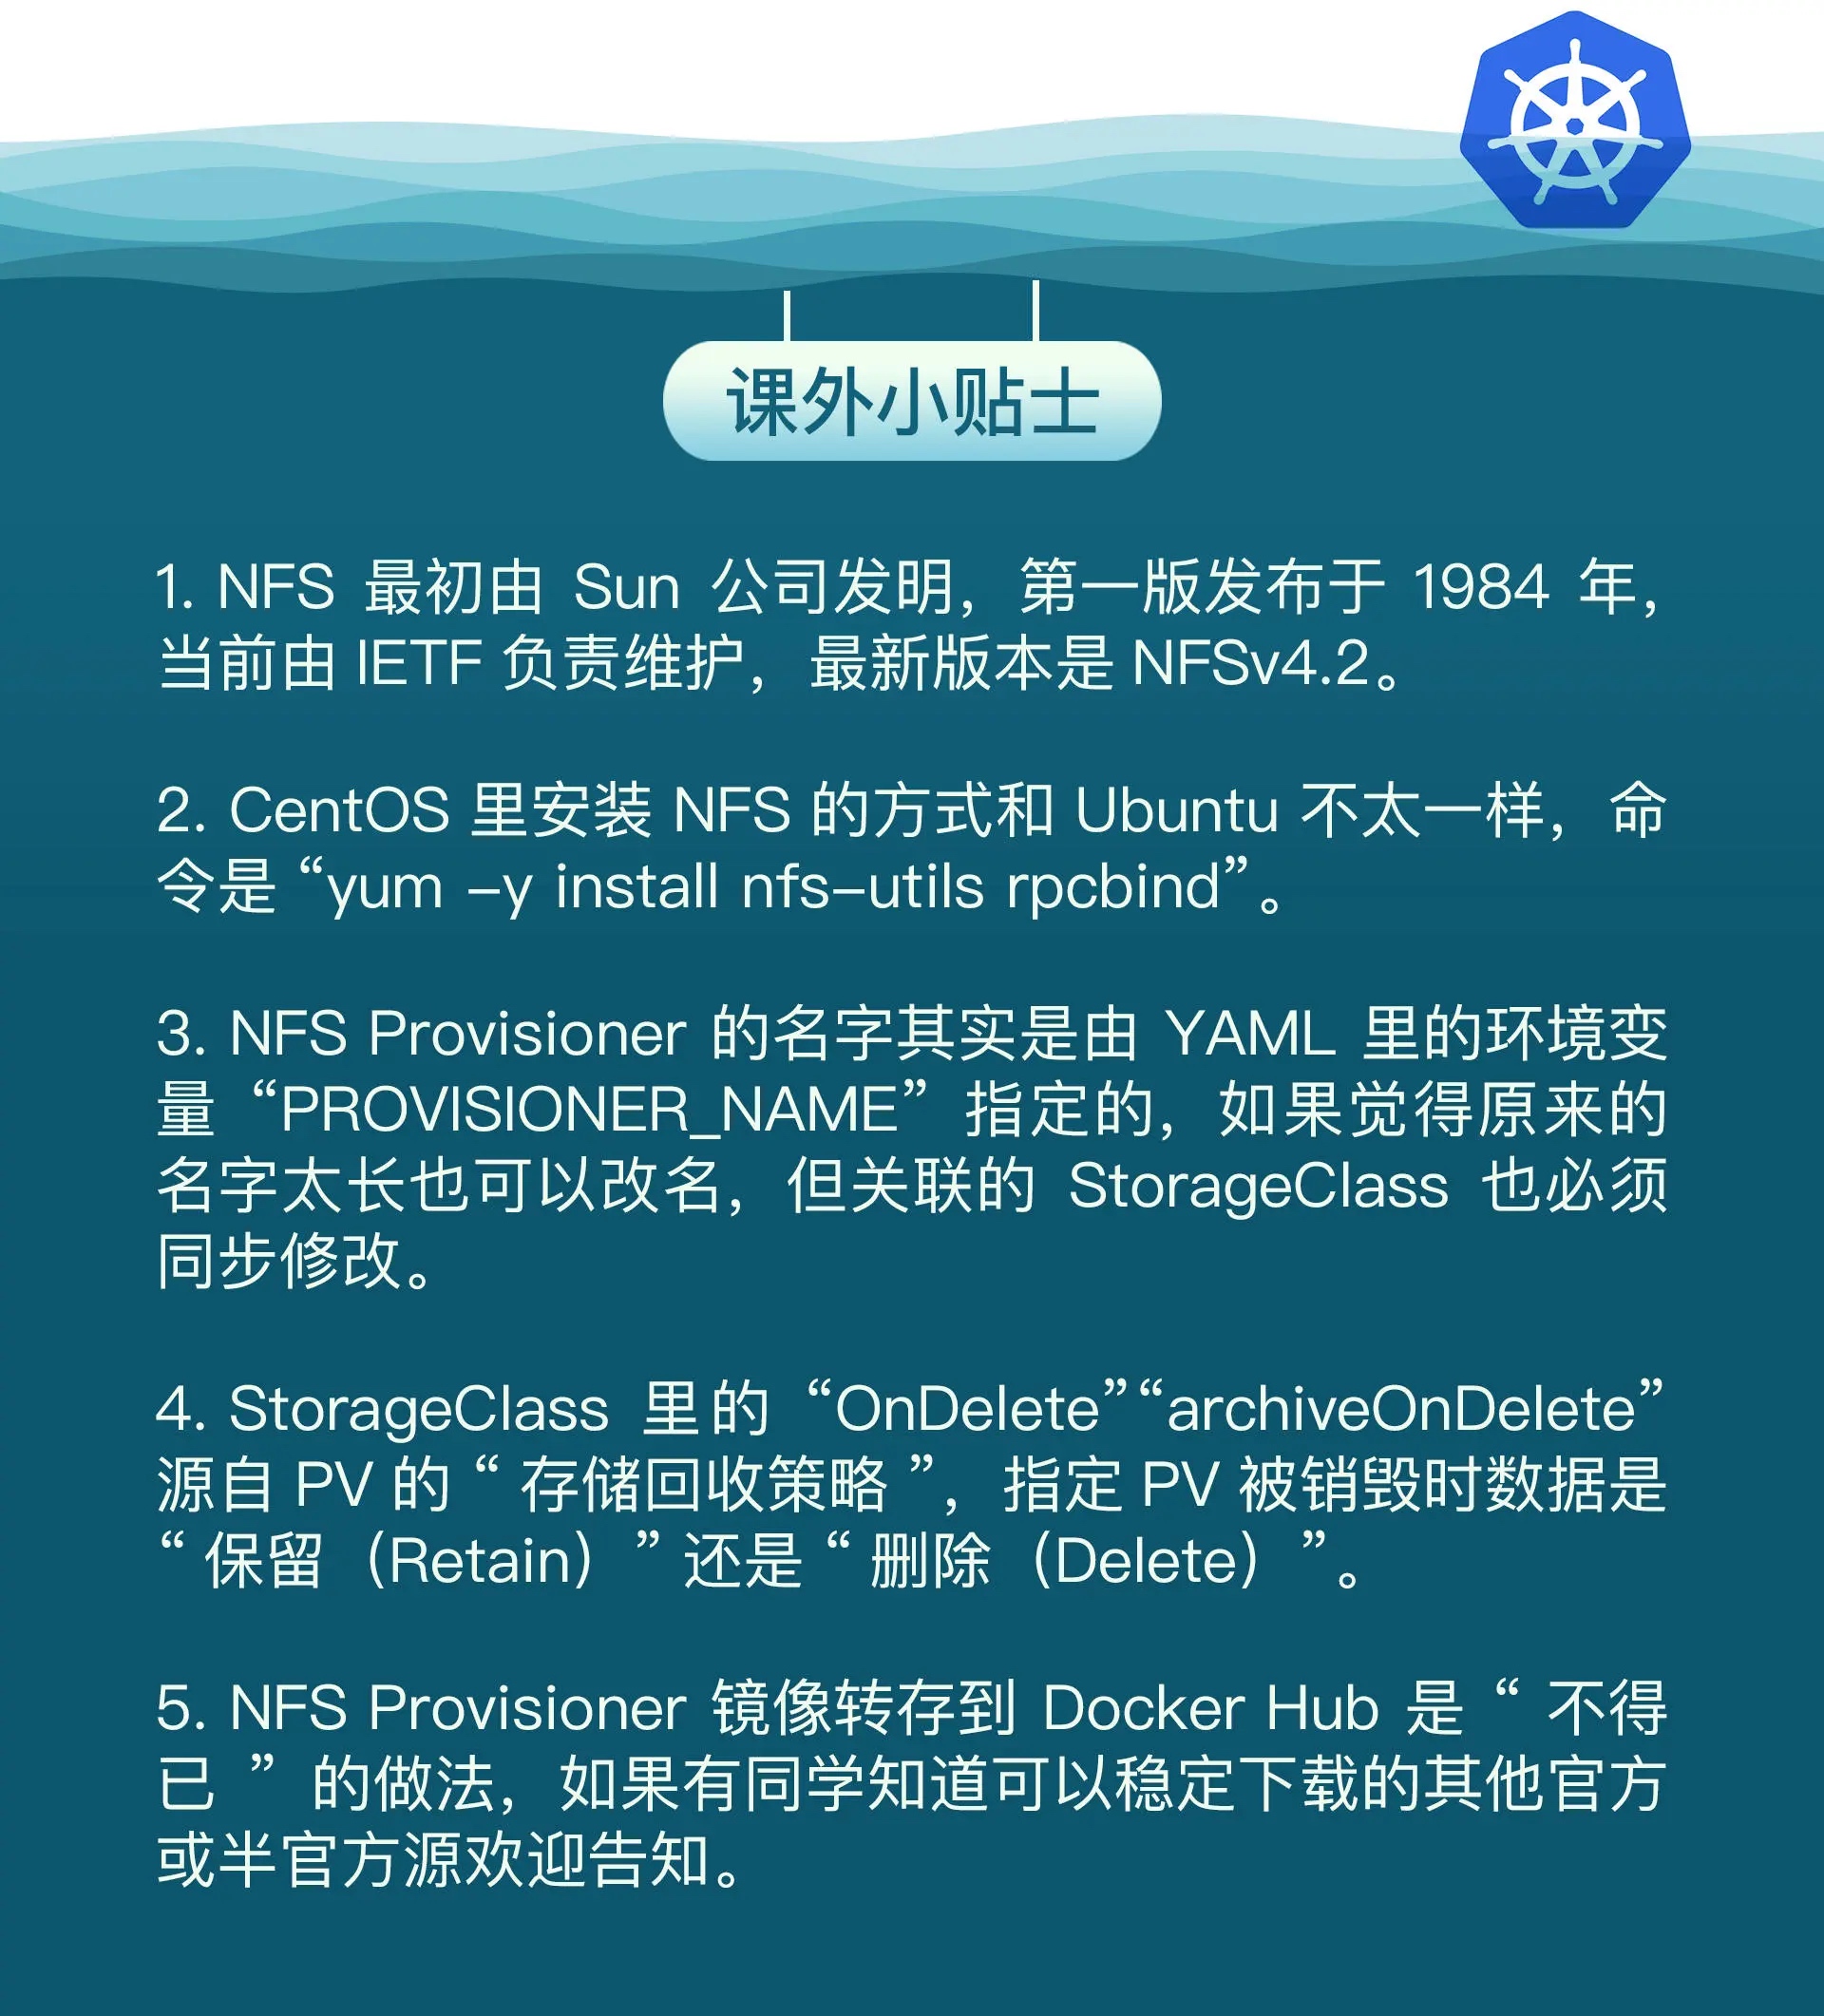 课外小贴士
1. NFS 最初由 Sun 公司发明，第一版发布于 1984 年，
当前由 IETF 负责维护，最新版本是 NFSv4.2。
2. CentOS 里安装 NFS 的方式和 Ubuntu 不太一样，命
令是“yum –y install nfs–utils rpcbind”。
3. NFS Provisioner 的名字其实是由 YAML 里的环境变
量“PROVISIONER_NAME”指定的，如果觉得原来的
名字太长也可以改名，但关联的 StorageClass 也必须
同步修改。
4. StorageClass 里的“OnDelete”“archiveOnDelete”
源自 PV 的“ 存储回收策略 ”，指定 PV 被销毁时数据是
“ 保留（Retain） ”还是“ 删除（Delete） ”。
5. NFS Provisioner 镜像转存到 Docker Hub 是“ 不得
已 ”的做法，如果有同学知道可以稳定下载的其他官方
或半官方源欢迎告知。